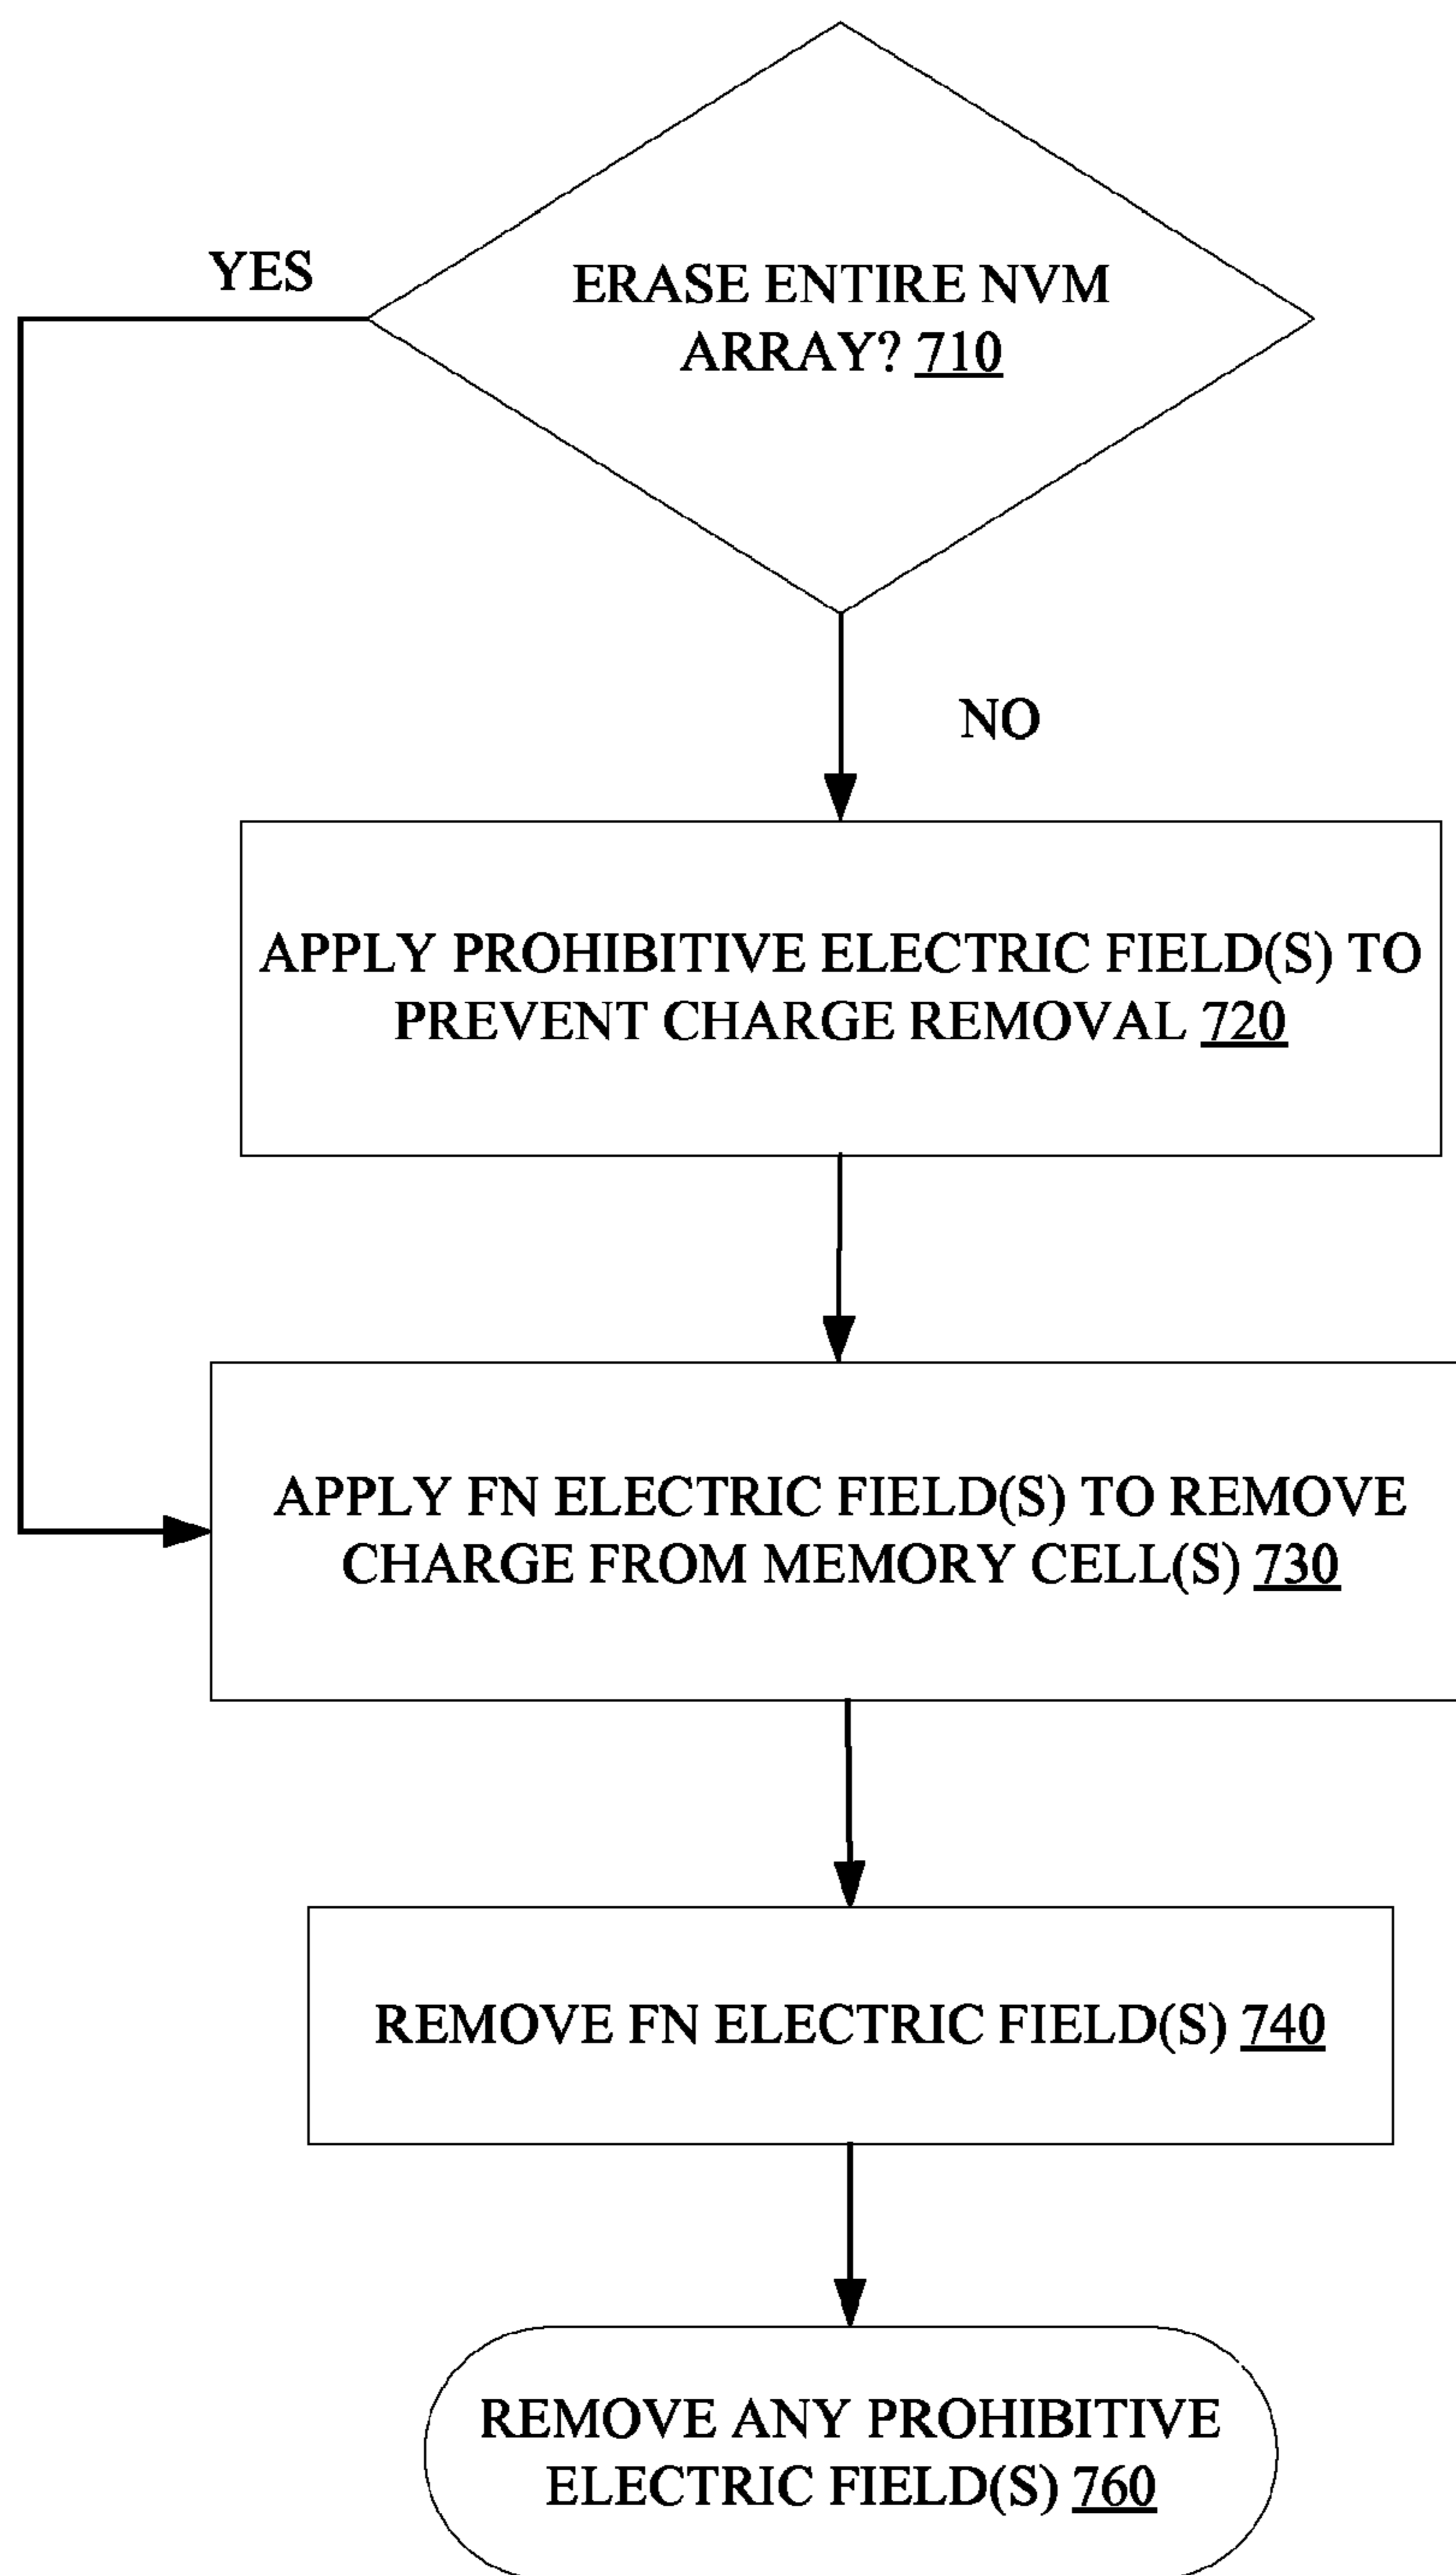 YES
ERASE ENTIRE NVM
ARRAY? 710
NO
APPLY PROHIBITIVE ELECTRIC FIELD(S) TO
PREVENT CHARGE REMOVAL 720
APPLY FN ELECTRIC FIELD(S) TO REMOVE
CHARGE FROM MEMORY CELL(S) 730
REMOVE FN ELECTRIC FIELD(S) 740
REMOVE ANY PROHIBITIVE
ELECTRIC FIELD(S) 760